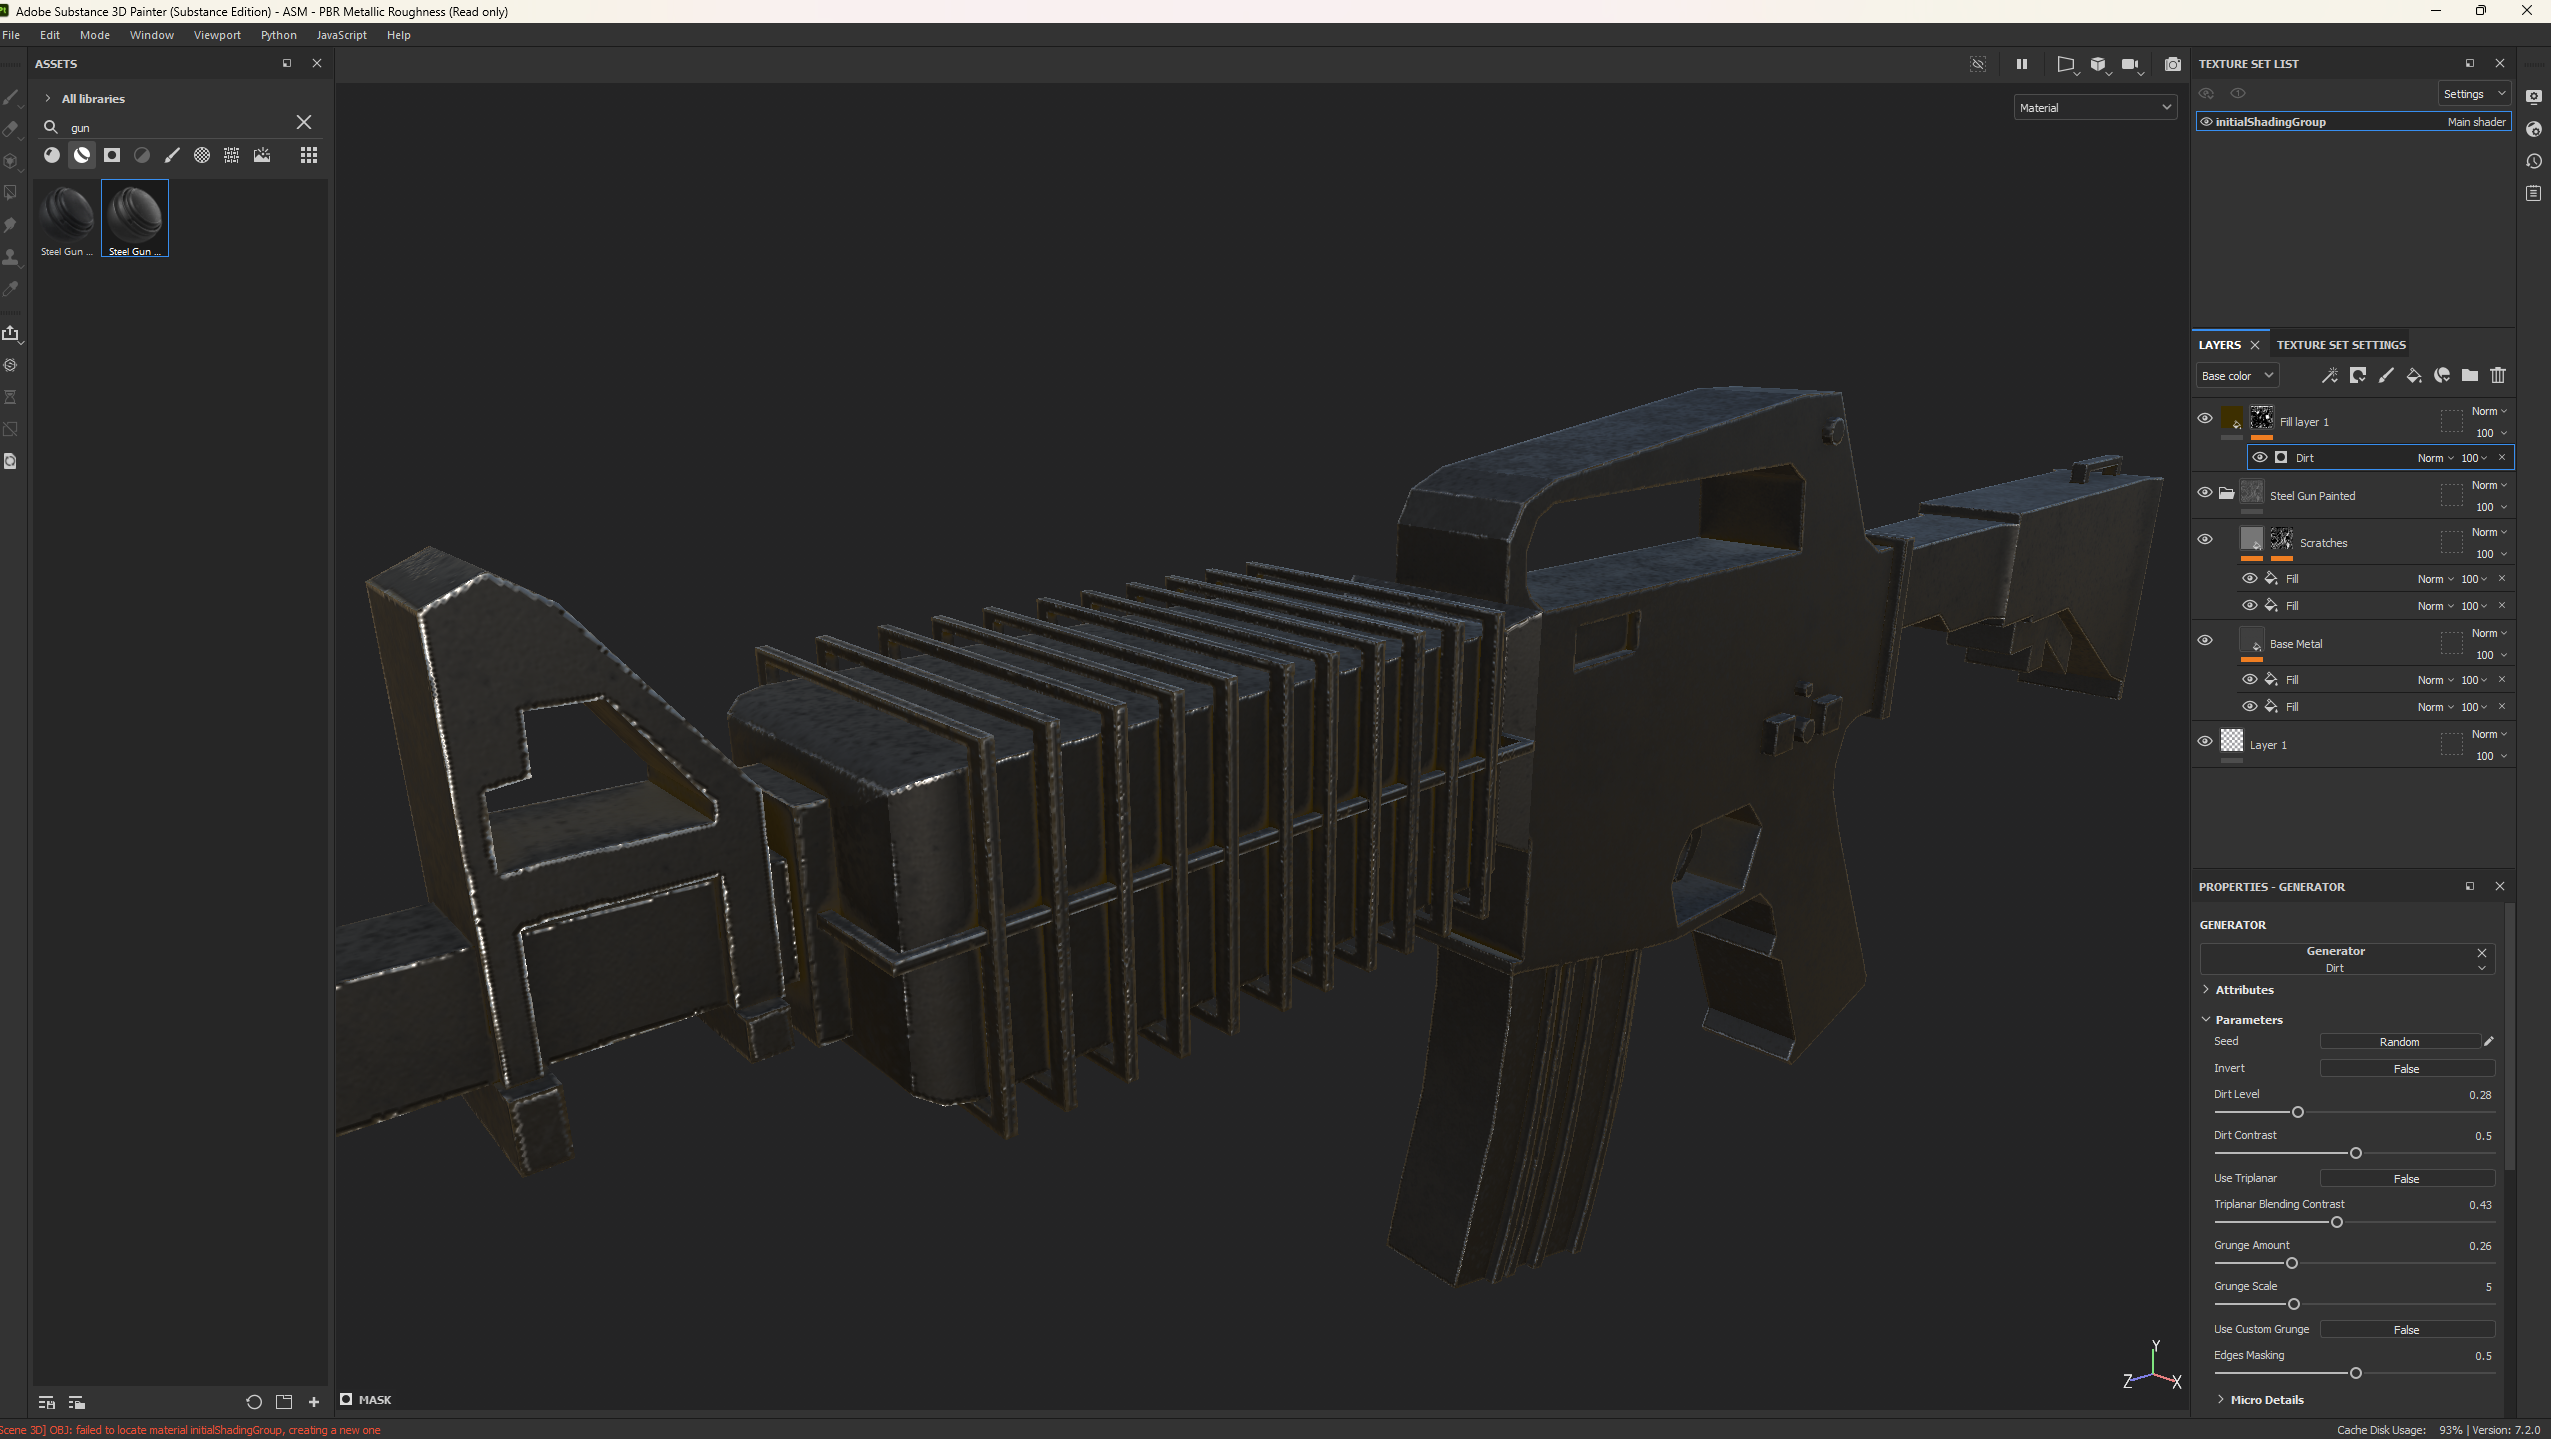 Adobe Substance 3D Painter (Substance Edition) - ASM - PBR Metallic Roughness (Read only)
File Edit Mode Window Viewport Python JavaScript Help
ASSETS
All libraries
gun
Steel Gun ... Steel Gun ...
Material
MASK
Y
Z X
TEXTURE SET LIST
Settings
initialShadingGroup Main shader
LAYERS TEXTURE SET SETTINGS
Base color
Norm
Fill layer 1
100
Dirt Norm 100
Norm
Steel Gun Painted
100
Norm
Scratches
100
Fill Norm 100
Fill Norm 100
Norm
Base Metal
100
Fill Norm 100
Fill Norm 100
Norm
Layer 1
100
PROPERTIES - GENERATOR
GENERATOR
Generator
Dirt
Attributes
Parameters
Seed Random
Invert False
Dirt Level 0.28
Dirt Contrast 0.5
Use Triplanar False
Triplanar Blending Contrast 0.43
Grunge Amount 0.26
Grunge Scale 5
Use Custom Grunge False
Edges Masking 0.5
Micro Details
Scene 3D] OBJ: failed to locate material initialShadingGroup, creating a new one
Cache Disk Usage: 93% | Version: 7.2.0